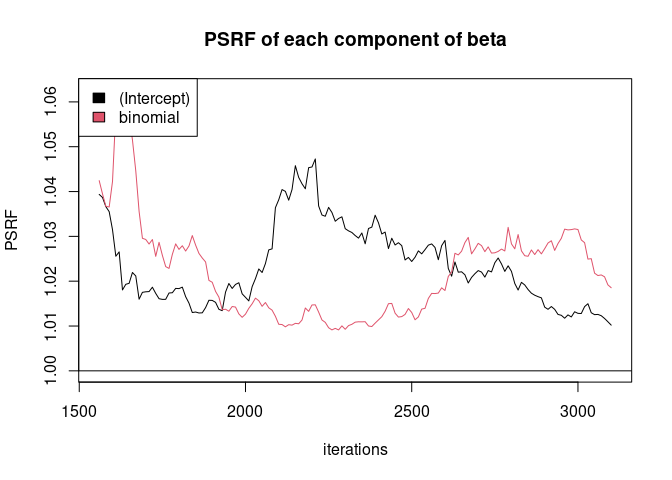 PSRF of each component of beta
(Intercept)
binomial
PSRF
1.06
1.05
1.04
1.03
1.02
1.01
1.00
1500
2000
2500
3000
iterations